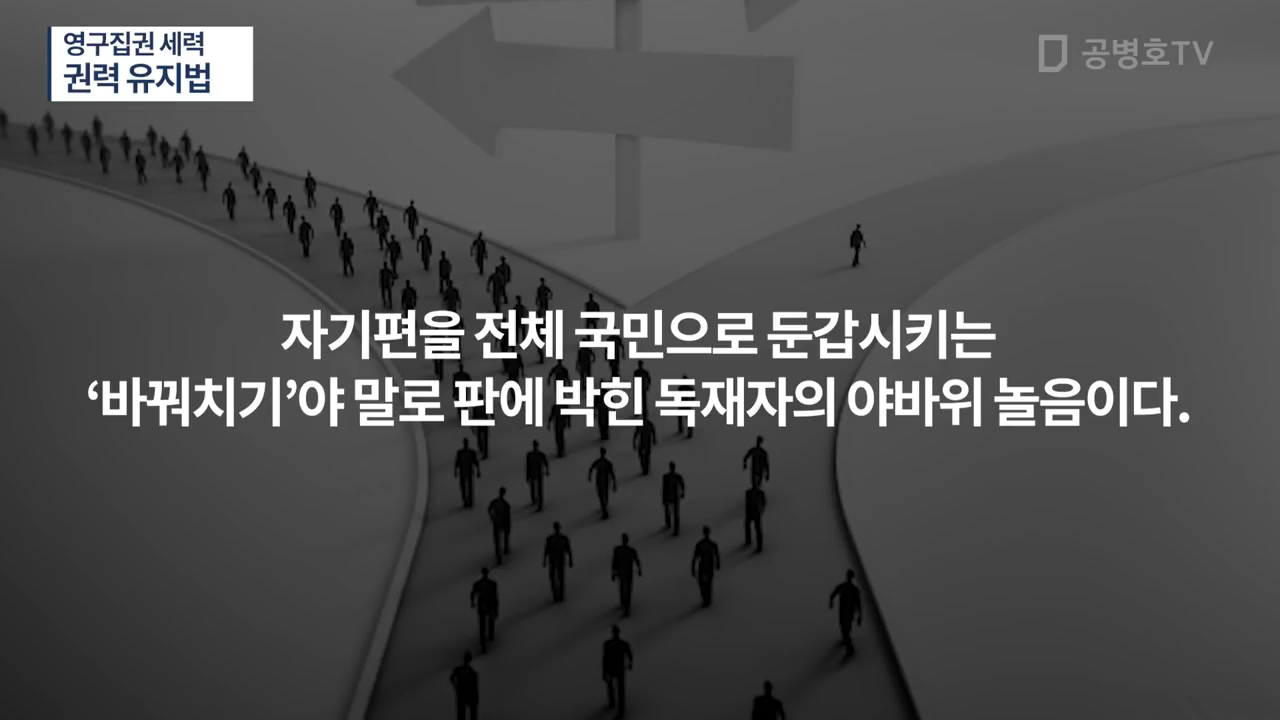 영구집권 세력
권력 유지법
공병호TV
자기편을 전체 국민으로 둔갑시키는
‘바꿔치기’야 말로 판에 박힌 독재자의 야바위 놀음이다.